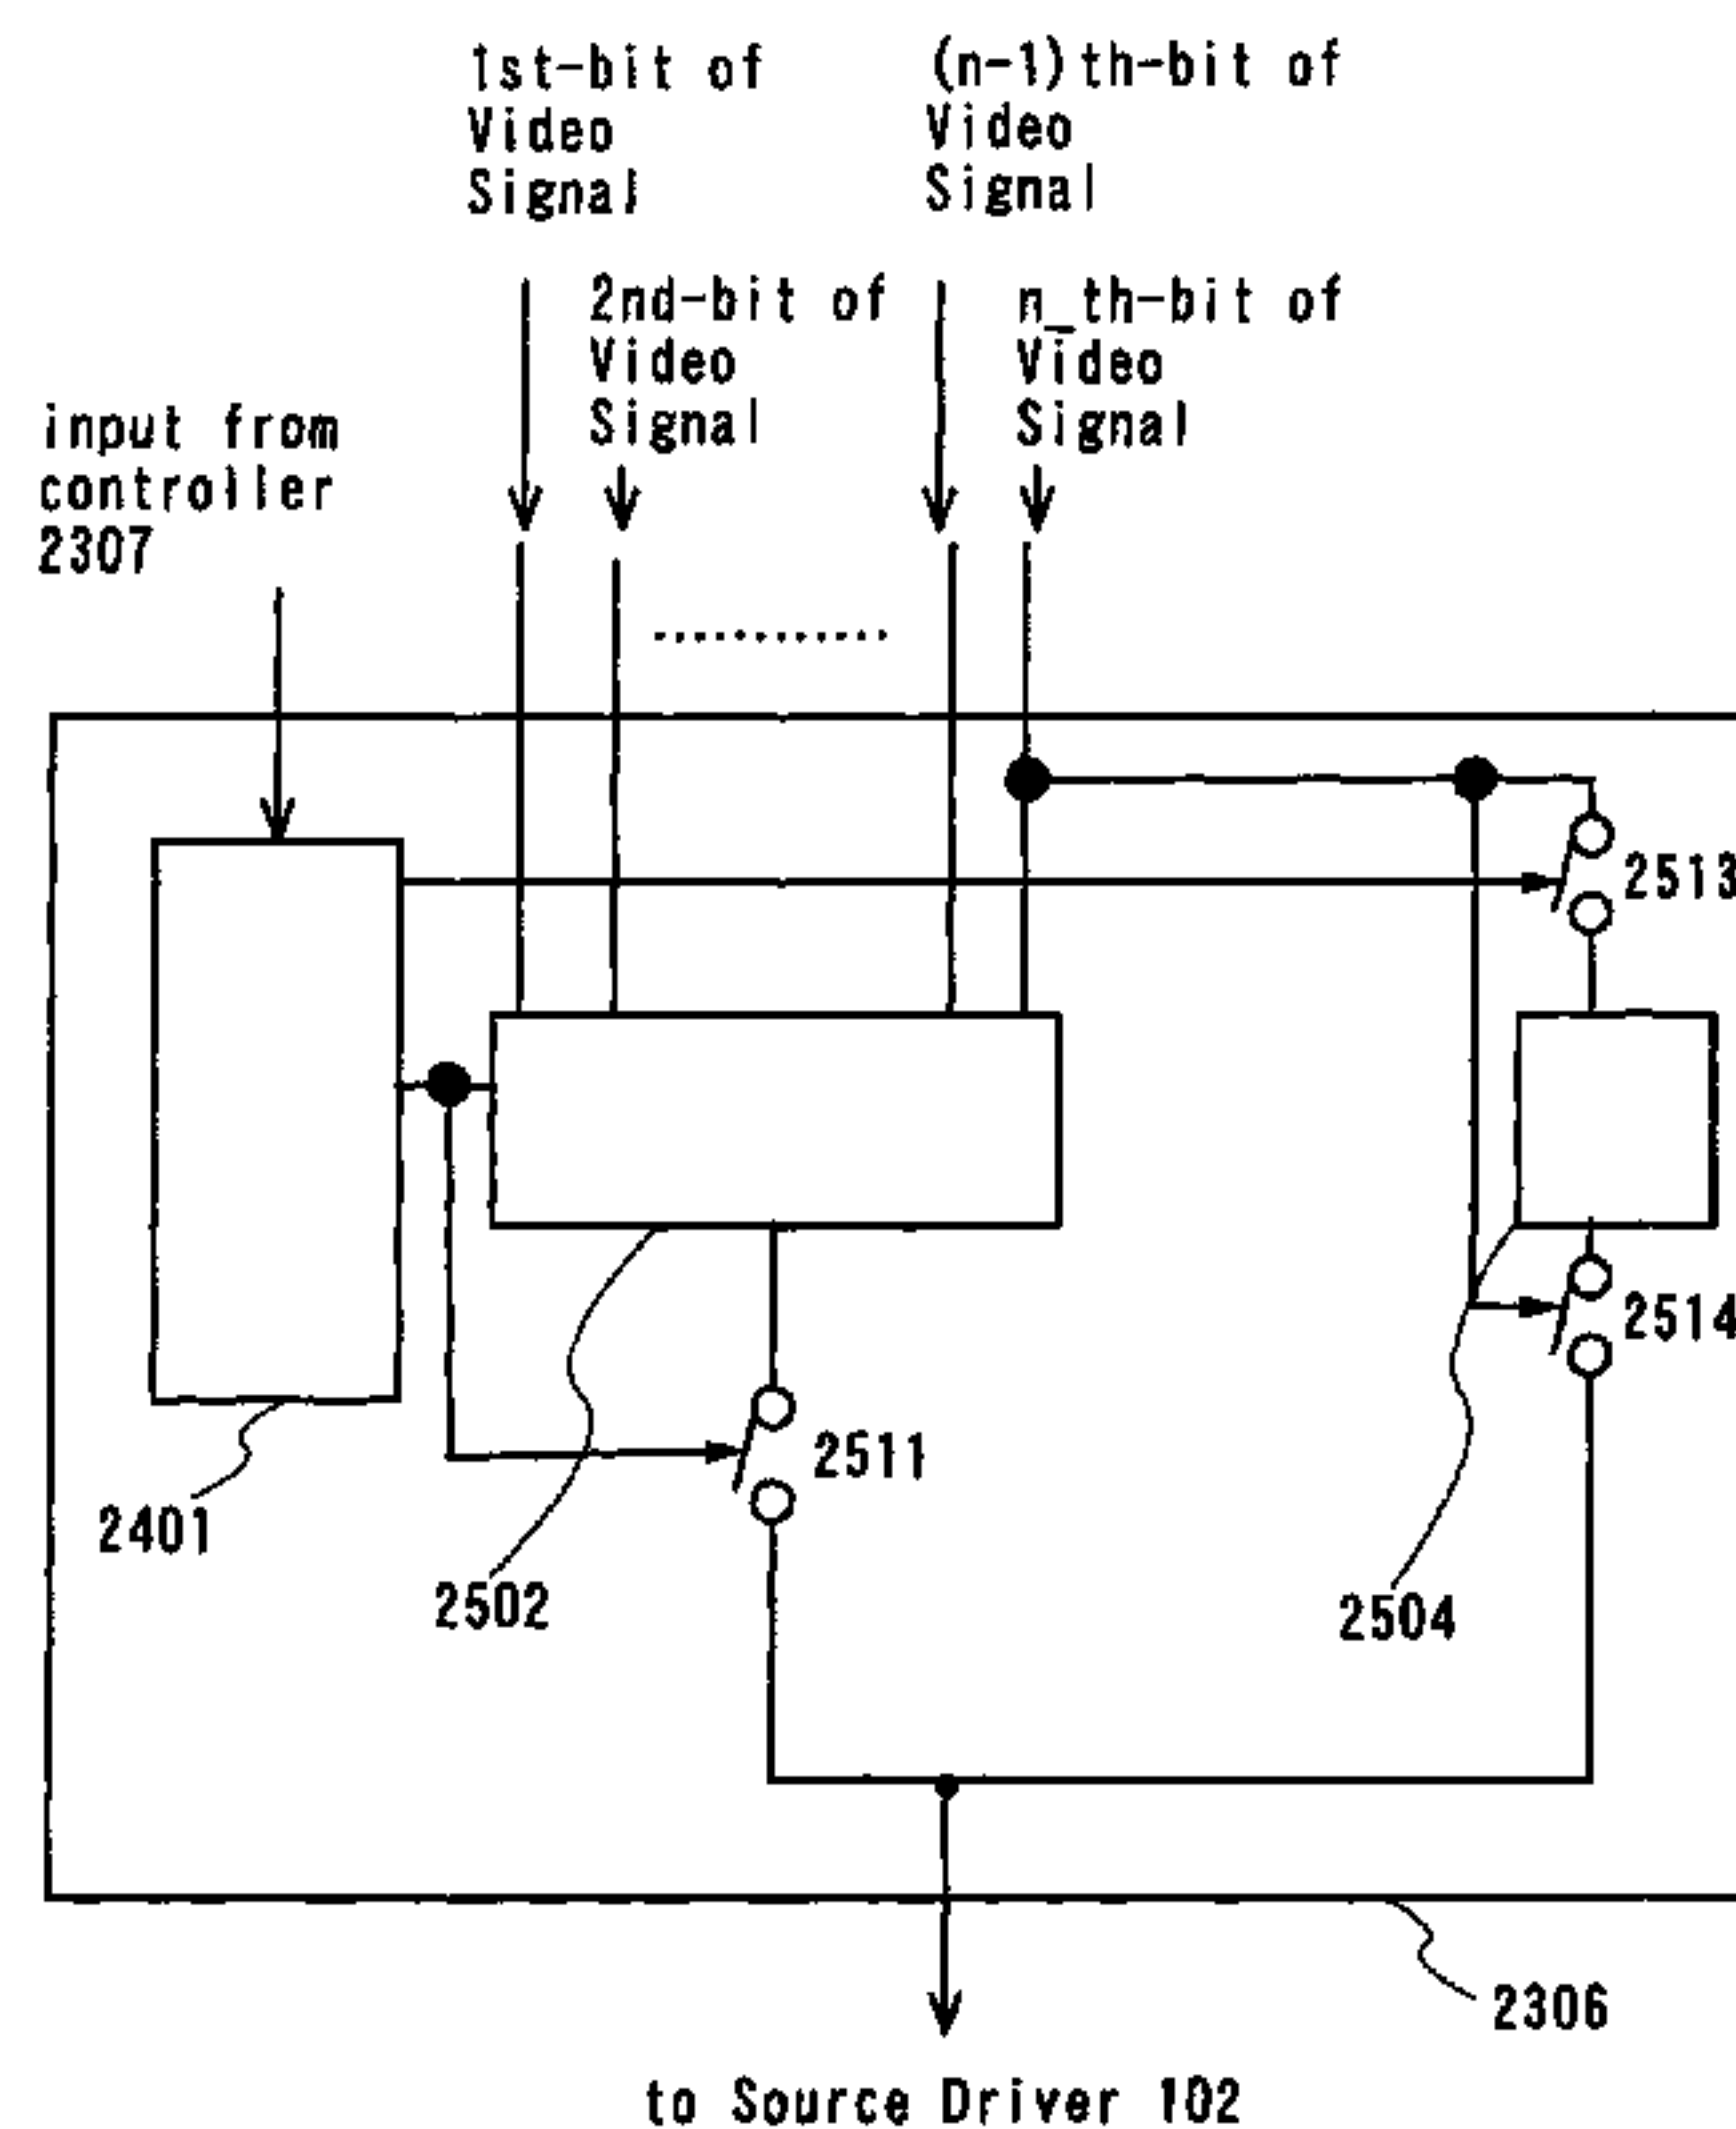 1st-bit of
Video
Signal
(n-1)th-bit of
Video
Signal
2nd-bit of
Video
Signal
n_th-bit of
Video
Signal
input from
controller
2307
2513
2514
2511
2401
2502
2504
2306
to Source Driver 102